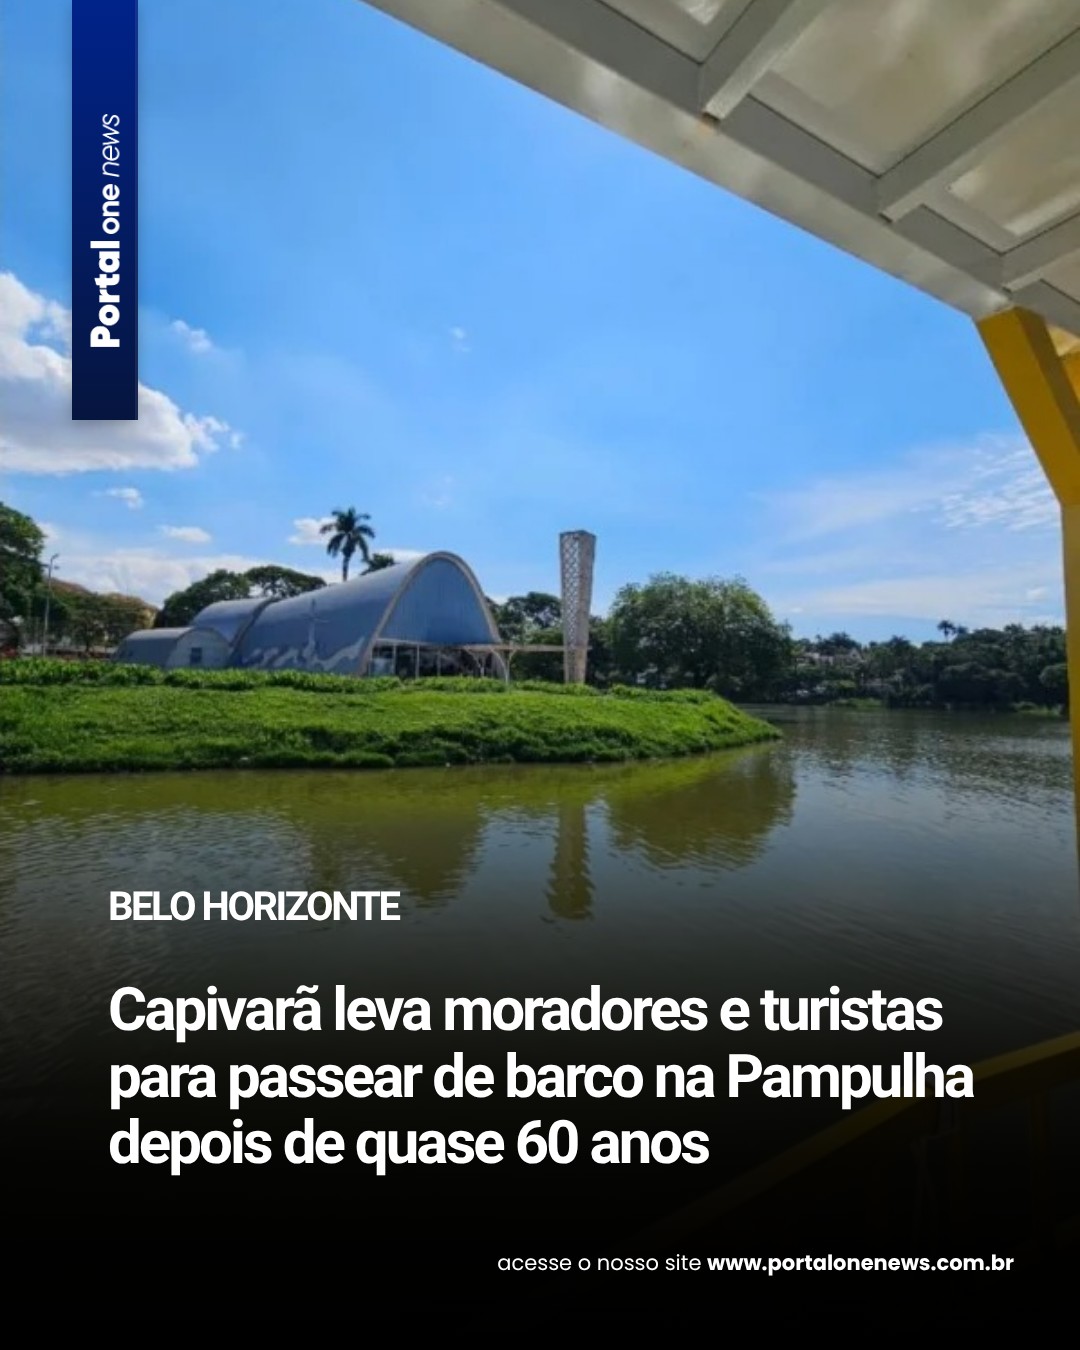 Portal one news
BELO HORIZONTE
Capivarã leva moradores e turistas
para passear de barco na Pampulha
depois de quase 60 anos
acesse o nosso site www.portalonenews.com.br